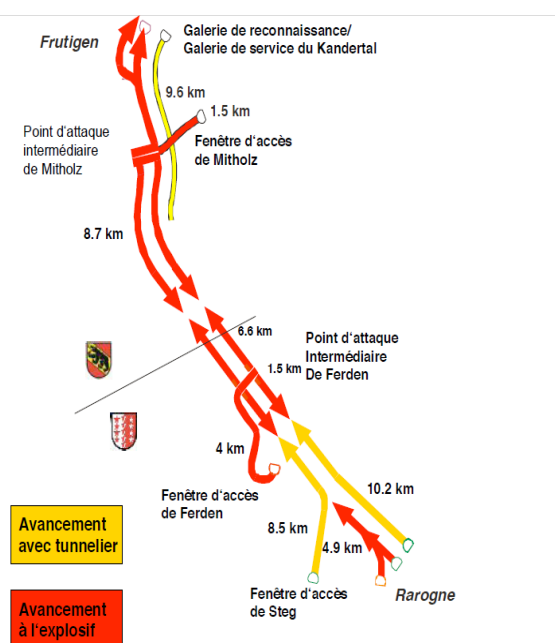 Frutigen
Galerie de reconnaissance/
Galerie de service du Kandertal
9.6 km
1.5 km
Point d'attaque
intermédiaire
de Mitholz
Fenêtre d'accès
de Mitholz
8.7 km
6.6 km
Point d'attaque
Intermédiaire
De Ferden
1.5 km
4 km
Fenêtre d'accès
de Ferden
10.2 km
8.5 km
4.9 km
Avancement
avec tunnelier
Fenêtre d'accès
de Steg
Rarogne
Avancement
à l'explosif